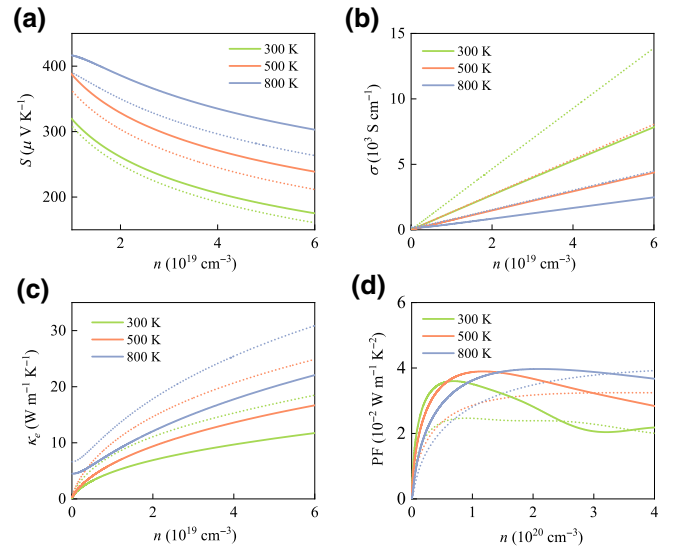 (a)
S (μ V K⁻¹)
400
300
200
300 K
500 K
800 K
2
4
6
n (10¹⁹ cm⁻³)
(b)
σ (10³ S cm⁻¹)
15
10
5
0
300 K
500 K
800 K
0
2
4
6
n (10¹⁹ cm⁻³)
(c)
κₑ (W m⁻¹ K⁻¹)
30
20
10
0
300 K
500 K
800 K
0
2
4
6
n (10¹⁹ cm⁻³)
(d)
PF (10⁻² W m⁻¹ K⁻²)
6
4
2
0
300 K
500 K
800 K
0
1
2
3
4
n (10²⁰ cm⁻³)